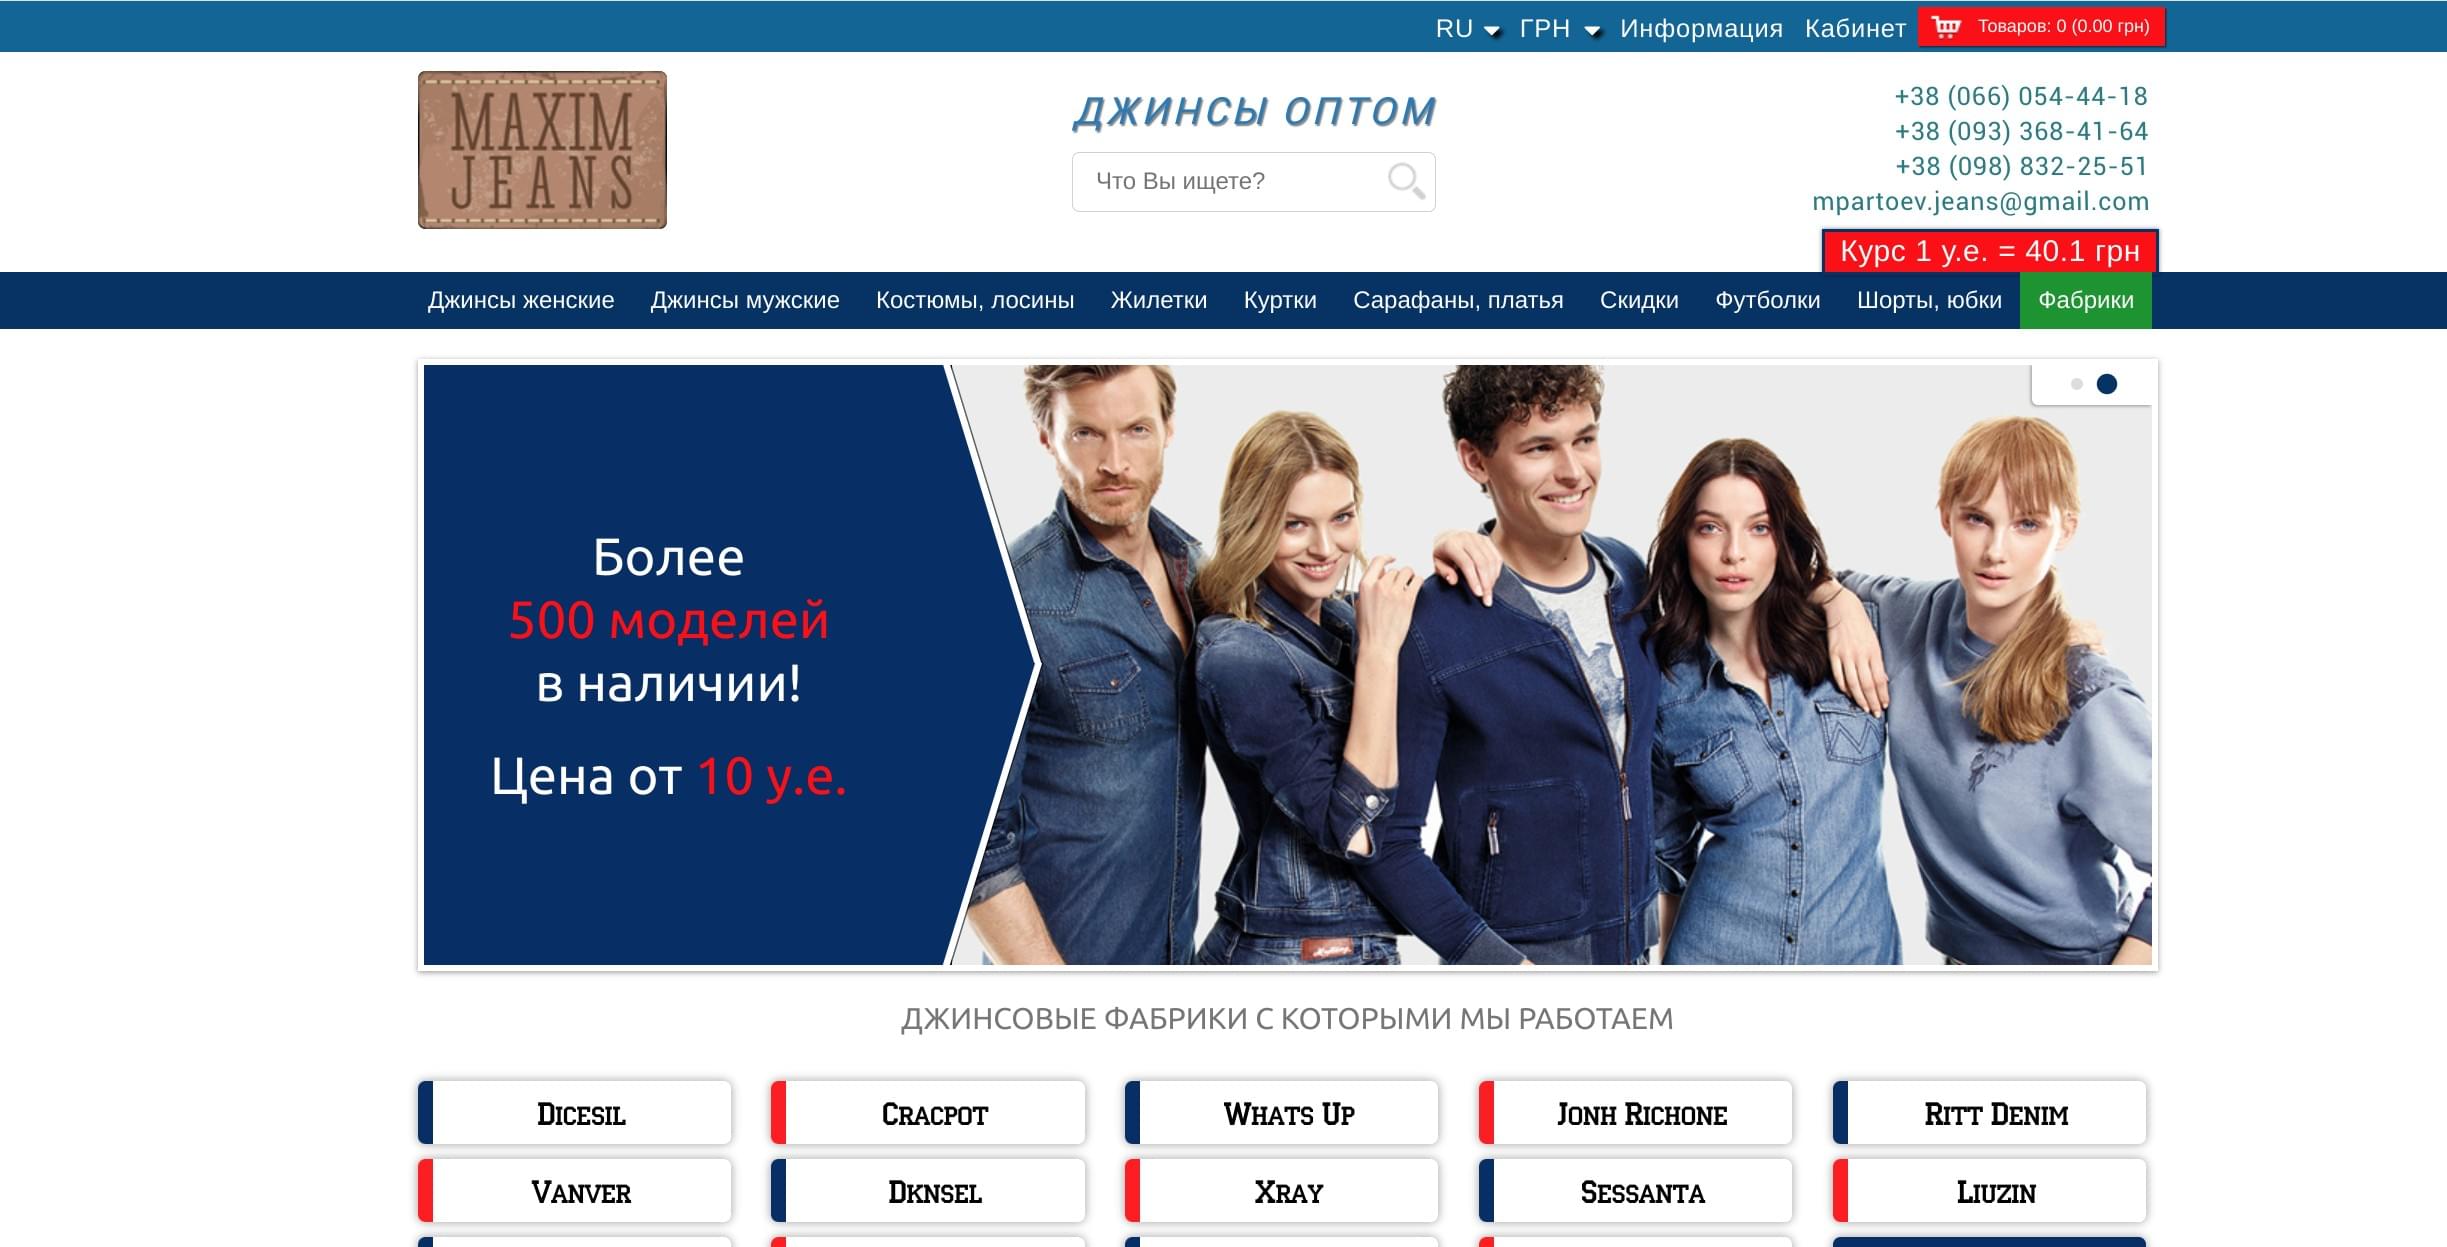 RU ГРН Информация Кабинет Товаров: 0 (0.00 грн)
MAXIM
JEANS
ДЖИНСЫ ОПТОМ
Что Вы ищете?
+38 (066) 054-44-18
+38 (093) 368-41-64
+38 (098) 832-25-51
mpartoev.jeans@gmail.com
Курс 1 у.е. = 40.1 грн
Джинсы женские Джинсы мужские Костюмы, лосины Жилетки Куртки Сарафаны, платья Скидки Футболки Шорты, юбки Фабрики
Более
500 моделей
в наличии!
Цена от 10 у.е.
ДЖИНСОВЫЕ ФАБРИКИ С КОТОРЫМИ МЫ РАБОТАЕМ
Dicesil Cracpot Whats Up Jonh Richone Ritt Denim
Vanver Dknsel Xray Sessanta Liuzin